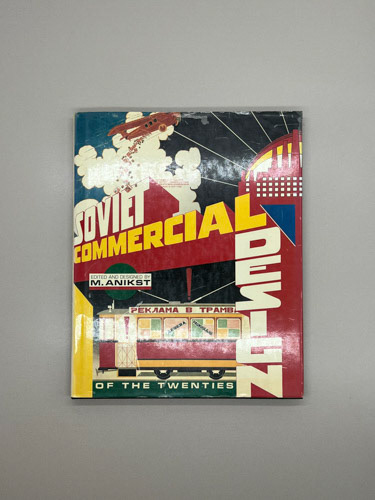 SOVIET
COMMERCIAL
DESIGN
EDITED AND DESIGNED BY
M. ANIKST
РЕКЛАМА В ТРАМВ
OF THE TWENTIES